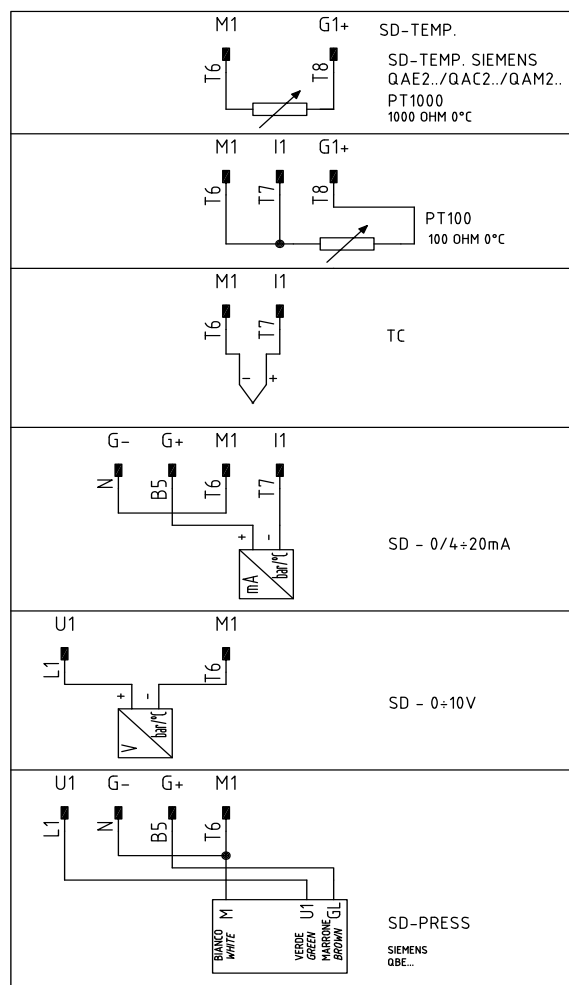 M1 G1+ SD-TEMP.
T6 T8
SD-TEMP. SIEMENS
QAE2../QAC2../QAM2..
PT1000
1000 OHM 0°C
M1 I1 G1+
T6 T7 T8
PT100
100 OHM 0°C
M1 I1
T6 T7
- +
TC
G- G+ M1 I1
N B5 T6 T7
+ -
mA bar/°C
SD - 0/4÷20mA
U1 M1
L1 T6
+ -
V bar/°C
SD - 0÷10V
U1 G- G+ M1
L1 N B5 T6
M U1 GL
BIANCO
WHITE
VERDE
GREEN
MARRONE
BROWN
SD-PRESS
SIEMENS
QBE...